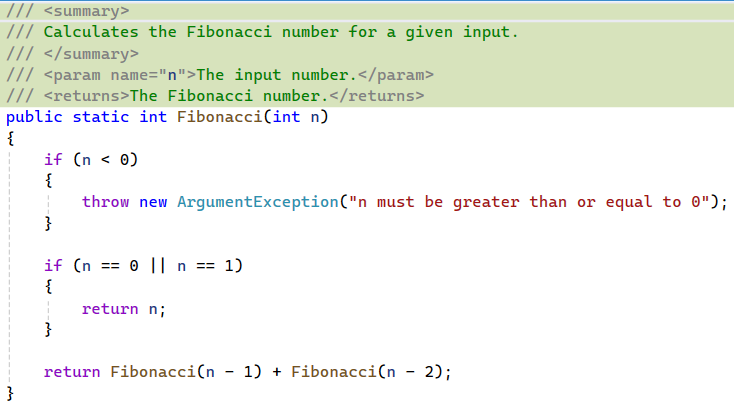 /// <summary>
/// Calculates the Fibonacci number for a given input.
/// </summary>
/// <param name="n">The input number.</param>
/// <returns>The Fibonacci number.</returns>
public static int Fibonacci(int n)
{
    if (n < 0)
    {
        throw new ArgumentException("n must be greater than or equal to 0");
    }

    if (n == 0 || n == 1)
    {
        return n;
    }

    return Fibonacci(n - 1) + Fibonacci(n - 2);
}